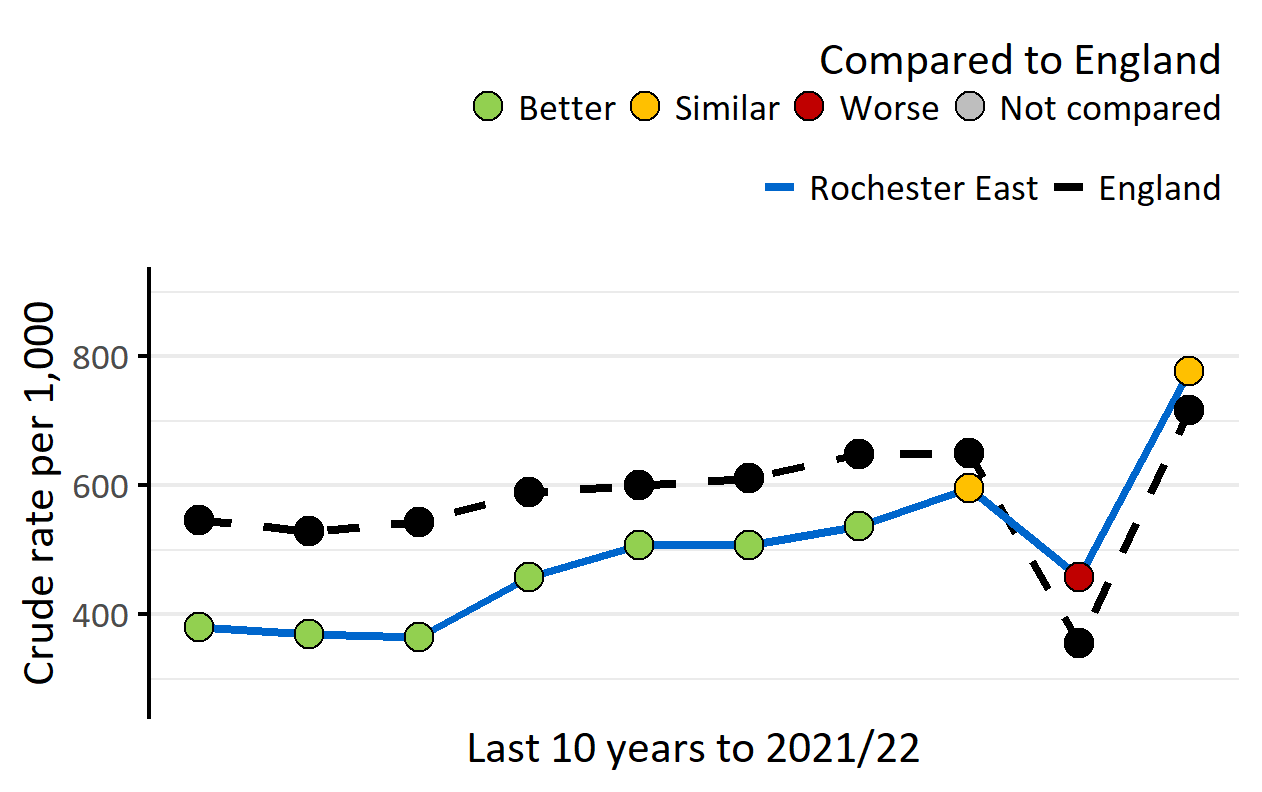 Compared to England
Better Similar Worse Not compared
Rochester East England
Crude rate per 1,000
800
600
400
Last 10 years to 2021/22